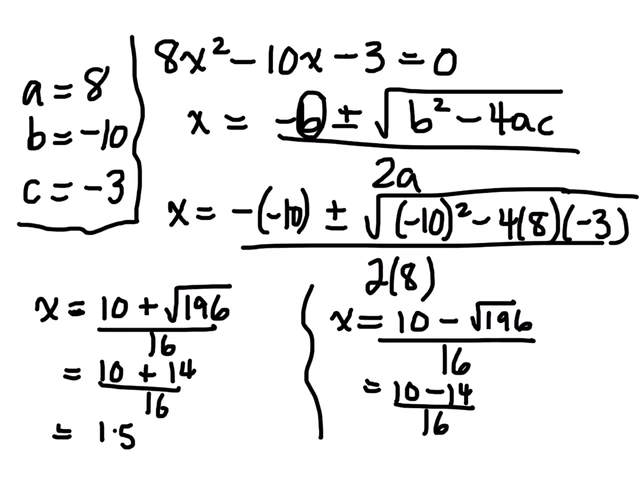 a = 8
b = -10
c = -3
8x² - 10x - 3 = 0
x = -b ± √(b² - 4ac) / 2a
x = -(-10) ± √((-10)² - 4(8)(-3)) / 2(8)
x = 10 + √196 / 16
= 10 + 14 / 16
= 1.5
x = 10 - √196 / 16
= 10 - 14 / 16